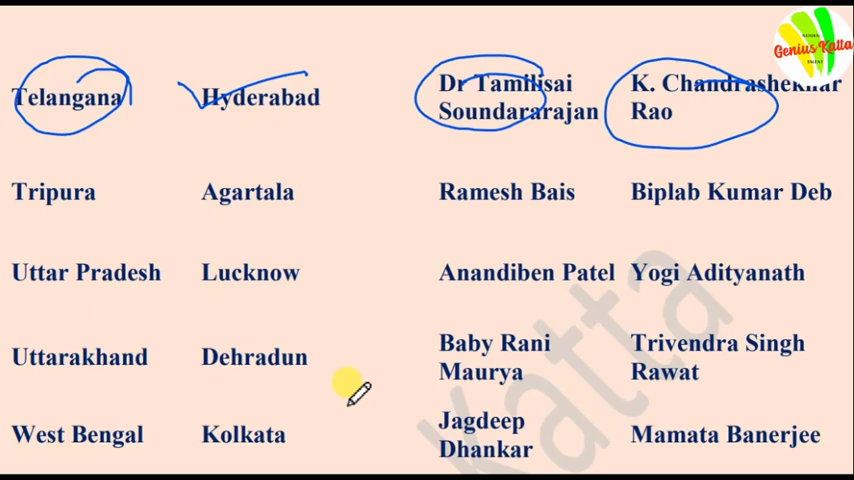 Genius Katta
Telangana Hyderabad Dr Tamilisai K. Chandrashekhar
Soundararajan Rao
Tripura Agartala Ramesh Bais Biplab Kumar Deb
Uttar Pradesh Lucknow Anandiben Patel Yogi Adityanath
Uttarakhand Dehradun Baby Rani Trivendra Singh
Maurya Rawat
West Bengal Kolkata Jagdeep Mamata Banerjee
Dhankar
Katta